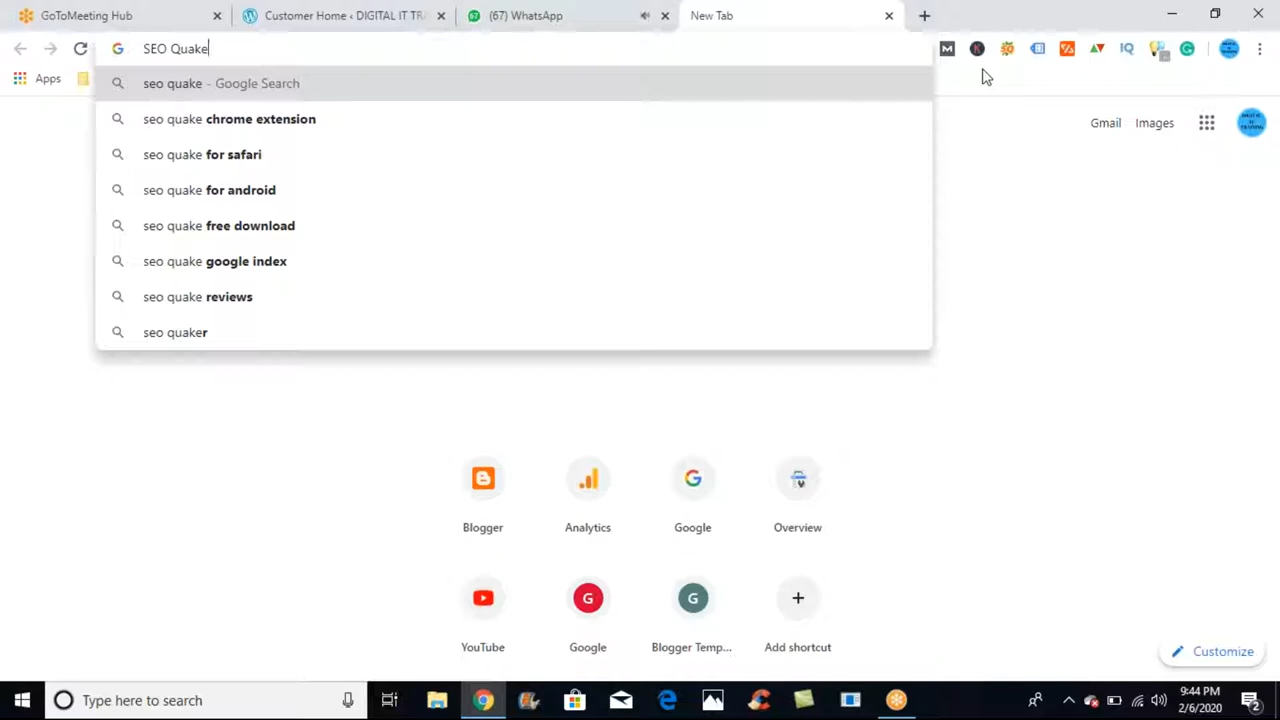 GoToMeeting Hub
Customer Home ‹ DIGITAL IT TRA
(67) WhatsApp
New Tab
SEO Quake
Apps
seo quake - Google Search
seo quake chrome extension
seo quake for safari
seo quake for android
seo quake free download
seo quake google index
seo quake reviews
seo quaker
Gmail
Images
Blogger
Analytics
Google
Overview
YouTube
Google
Blogger Temp...
Add shortcut
Customize
Type here to search
9:44 PM
2/6/2020
2